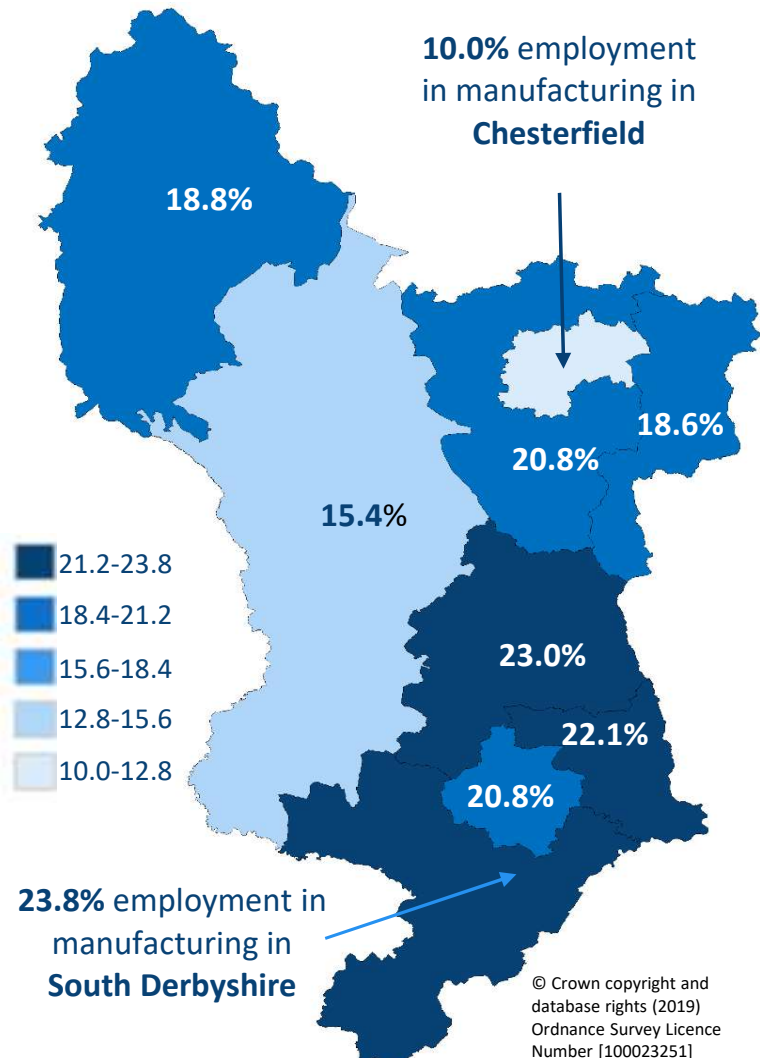 10.0% employment
in manufacturing in
Chesterfield
18.8%
18.6%
20.8%
15.4%
21.2-23.8
18.4-21.2
15.6-18.4
12.8-15.6
10.0-12.8
23.0%
22.1%
20.8%
23.8% employment in
manufacturing in
South Derbyshire
© Crown copyright and
database rights (2019)
Ordnance Survey Licence
Number [100023251]